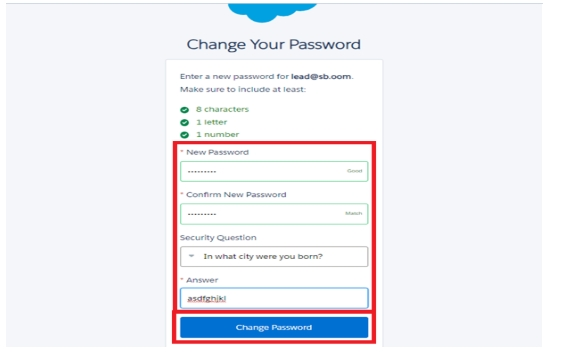 Change Your Password
Enter a new password for lead@sb.oom.
Make sure to include at least:
8 characters
1 letter
1 number
* New Password
Good
* Confirm New Password
Match
Security Question
In what city were you born?
* Answer
asdfghjkl
Change Password